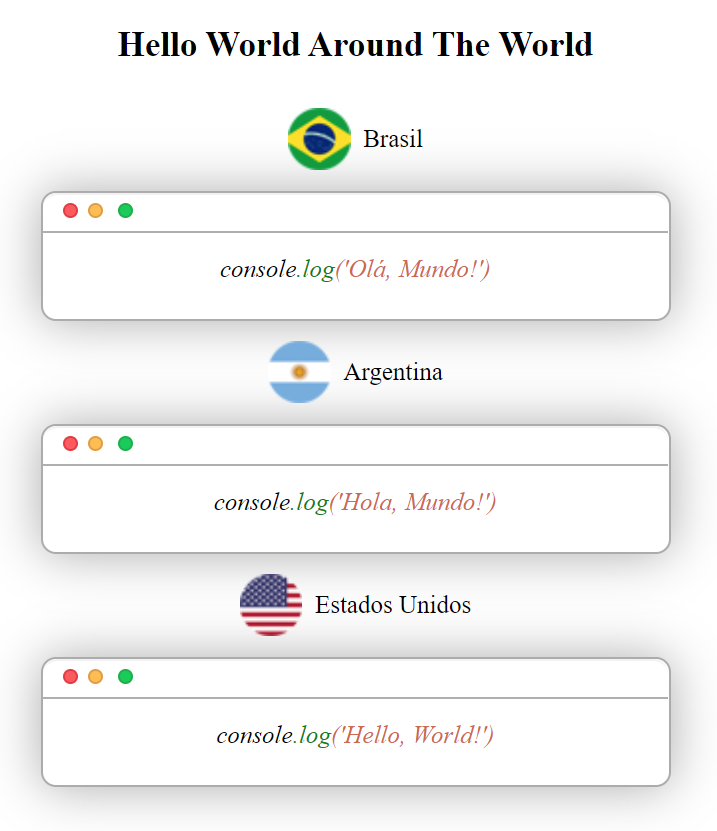 Hello World Around The World
Brasil
console.log('Olá, Mundo!')
Argentina
console.log('Hola, Mundo!')
Estados Unidos
console.log('Hello, World!')